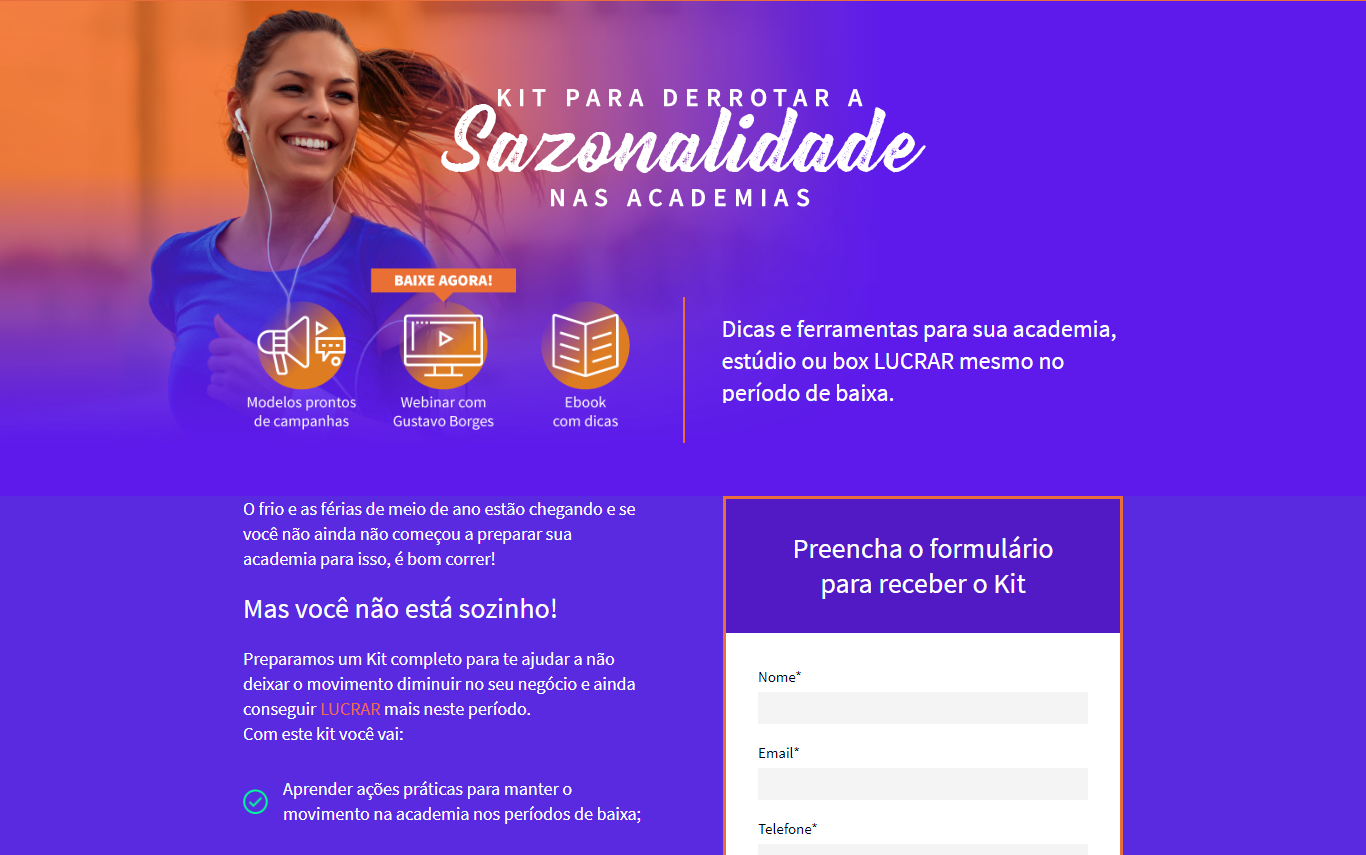 KIT PARA DERROTAR A
Sazonalidade
NAS ACADEMIAS
BAIXE AGORA!
Modelos prontos
de campanhas
Webinar com
Gustavo Borges
Ebook
com dicas
Dicas e ferramentas para sua academia,
estúdio ou box LUCRAR mesmo no
período de baixa.
O frio e as férias de meio de ano estão chegando e se
você não ainda não começou a preparar sua
academia para isso, é bom correr!
Mas você não está sozinho!
Preparamos um Kit completo para te ajudar a não
deixar o movimento diminuir no seu negócio e ainda
conseguir LUCRAR mais neste período.
Com este kit você vai:
Aprender ações práticas para manter o
movimento na academia nos períodos de baixa;
Preencha o formulário
para receber o Kit
Nome*
Email*
Telefone*